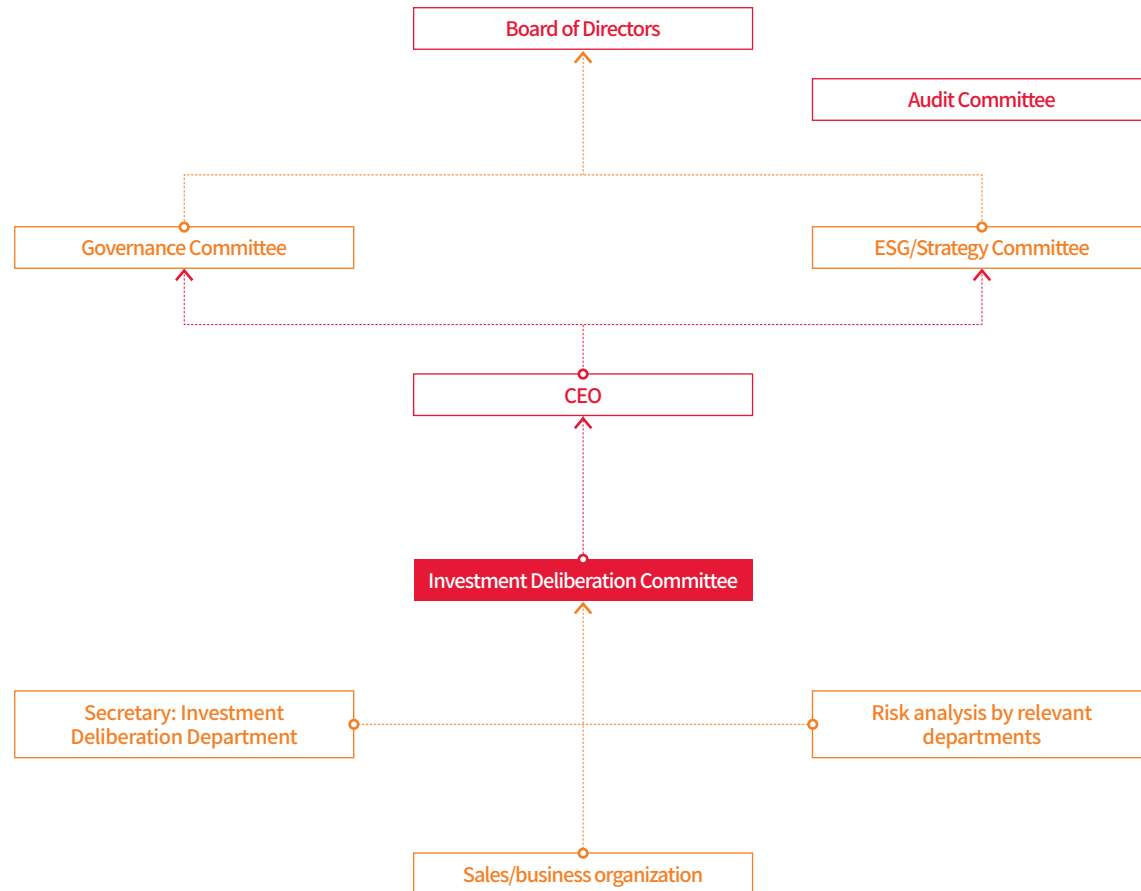 Board of Directors
Audit Committee
Governance Committee
ESG/Strategy Committee
CEO
Investment Deliberation Committee
Secretary: Investment
Deliberation Department
Risk analysis by relevant
departments
Sales/business organization